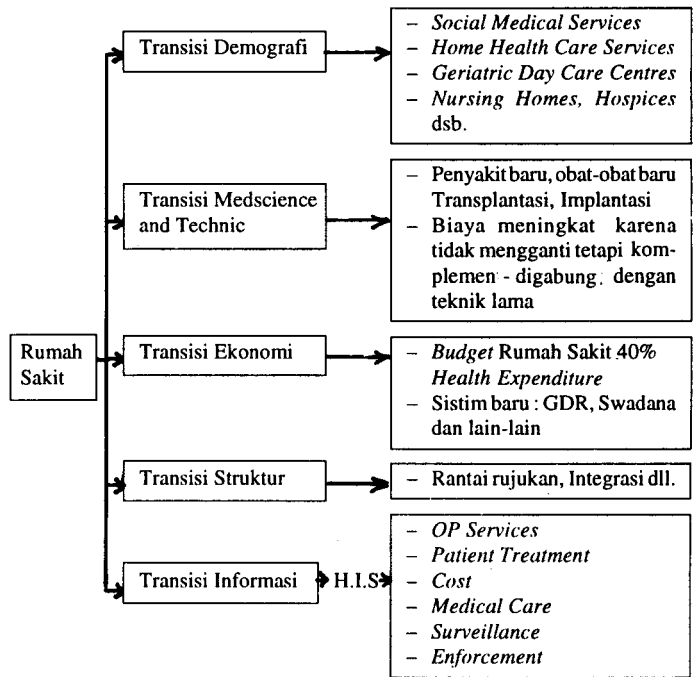 Transisi Demografi
– Social Medical Services
– Home Health Care Services
– Geriatric Day Care Centres
– Nursing Homes, Hospices
dsb.
Transisi Medscience
and Technic
– Penyakit baru, obat-obat baru
Transplantasi, Implantasi
– Biaya meningkat karena
tidak mengganti tetapi kom-
plemen - digabung dengan
teknik lama
Rumah
Sakit
Transisi Ekonomi
– Budget Rumah Sakit 40%
Health Expenditure
– Sistim baru : GDR, Swadana
dan lain-lain
Transisi Struktur
– Rantai rujukan, Integrasi dll.
Transisi Informasi
H.I.S
– OP Services
– Patient Treatment
– Cost
– Medical Care
– Surveillance
– Enforcement